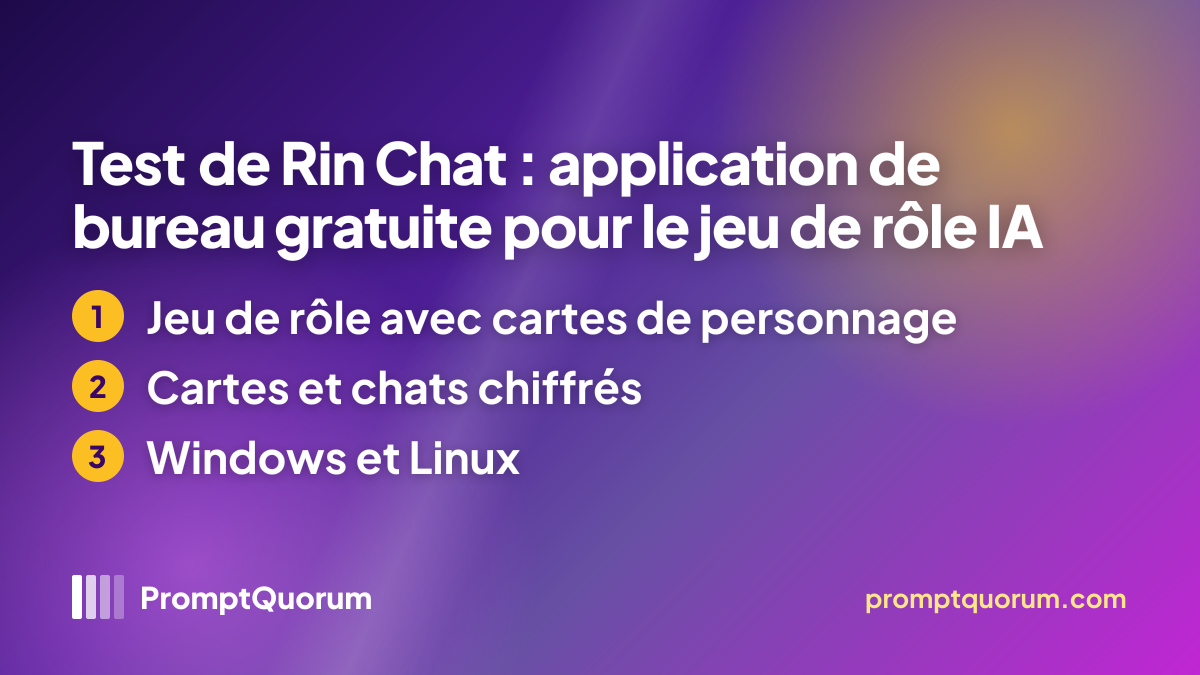 Test de Rin Chat : application de
bureau gratuite pour le jeu de rôle IA
1 Jeu de rôle avec cartes de personnage
2 Cartes et chats chiffrés
3 Windows et Linux
PromptQuorum
promptquorum.com